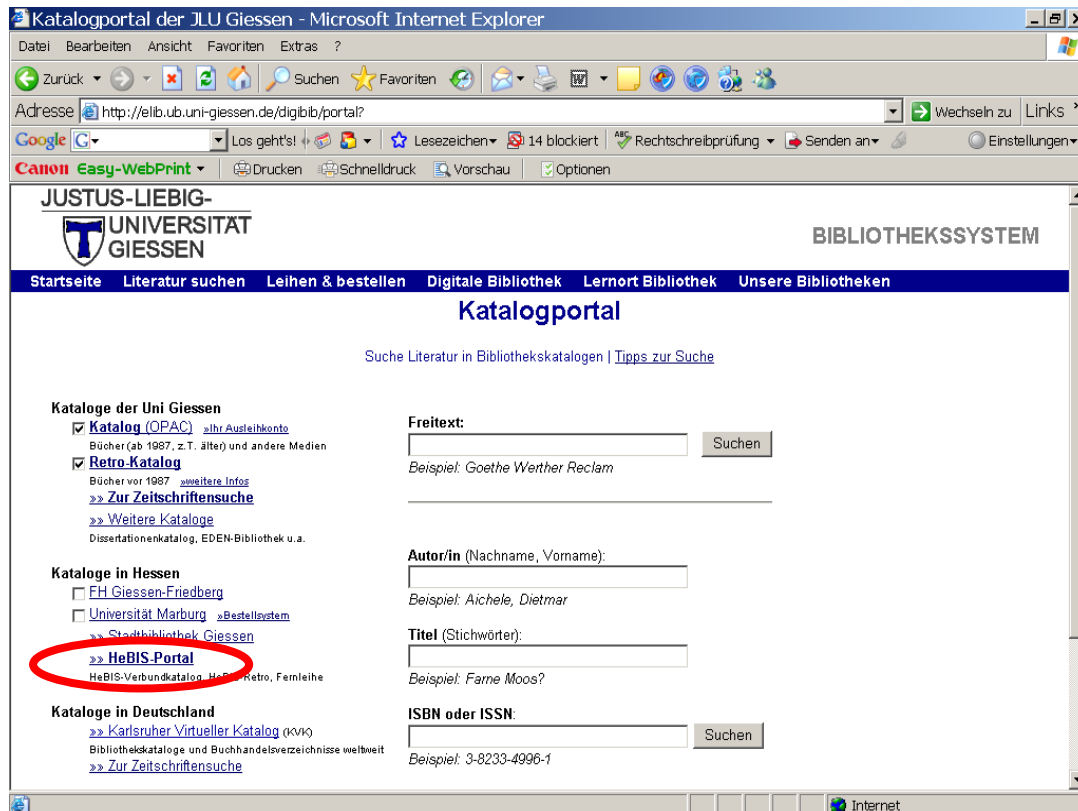 Katalogportal der JLU Giessen - Microsoft Internet Explorer
Datei Bearbeiten Ansicht Favoriten Extras ?
Zurück Suchen Favoriten W
Adresse http://elib.ub.uni-giessen.de/digibib/portal? Wechseln zu Links »
Google G Los geht's! Lesezeichen 14 blockiert ABC Rechtschreibprüfung Senden an Einstellungen
Canon Easy-WebPrint Drucken Schnelldruck Vorschau Optionen
JUSTUS-LIEBIG-
UNIVERSITÄT
GIESSEN
BIBLIOTHEKSSYSTEM
Startseite Literatur suchen Leihen & bestellen Digitale Bibliothek Lernort Bibliothek Unsere Bibliotheken
Katalogportal
Suche Literatur in Bibliothekskatalogen | Tipps zur Suche
Kataloge der Uni Giessen
Katalog (OPAC) »Ihr Ausleihkonto
Bücher (ab 1987, z.T. älter) und andere Medien
Retro-Katalog
Bücher vor 1987 »weitere Infos
»» Zur Zeitschriftensuche
»» Weitere Kataloge
Dissertationenkatalog, EDEN-Bibliothek u.a.
Kataloge in Hessen
FH Giessen-Friedberg
Universität Marburg »Bestellsystem
»» Stadtbibliothek Giessen
»» HeBIS-Portal
HeBIS-Verbundkatalog, HeBIS-Retro, Fernleihe
Kataloge in Deutschland
»» Karlsruher Virtueller Katalog (KVK)
Bibliothekskataloge und Buchhandelsverzeichnisse weltweit
»» Zur Zeitschriftensuche
Freitext:
Suchen
Beispiel: Goethe Werther Reclam
Autor/in (Nachname, Vorname):
Beispiel: Aichele, Dietmar
Titel (Stichwörter):
Beispiel: Farne Moos?
ISBN oder ISSN:
Suchen
Beispiel: 3-8233-4996-1
Internet